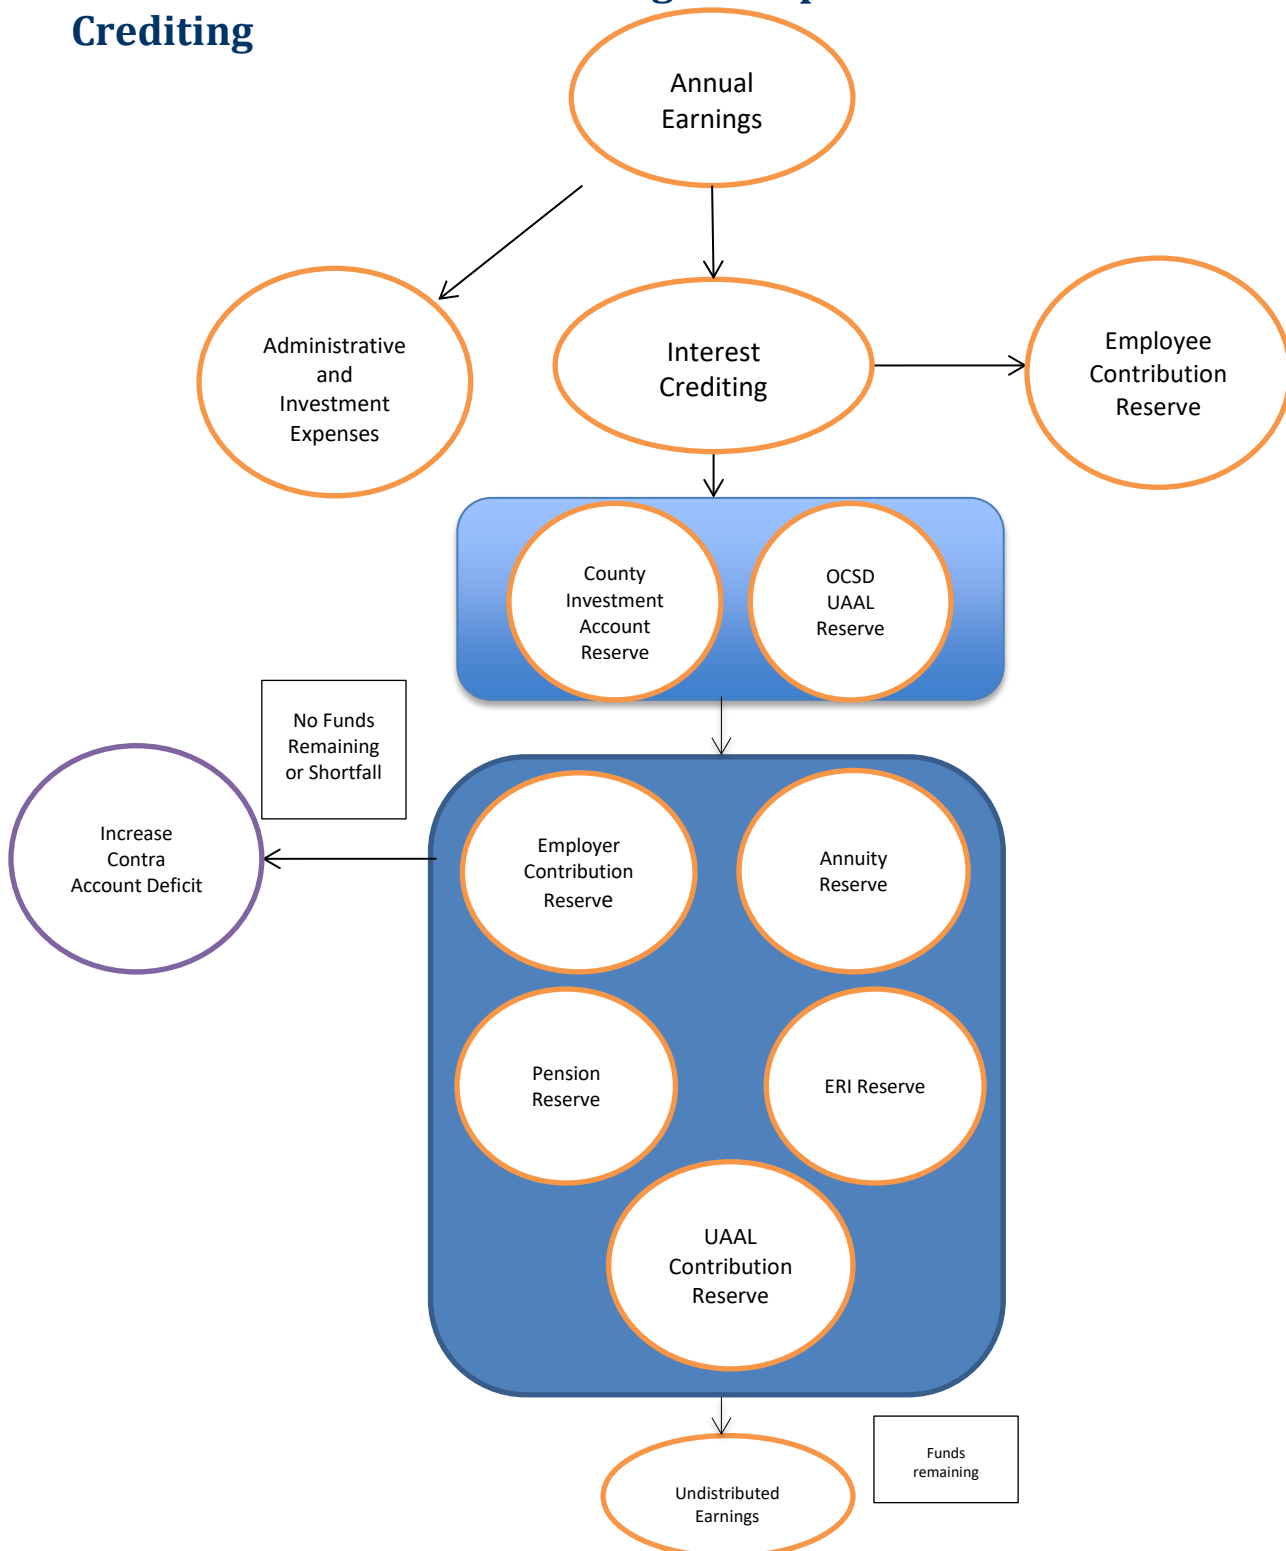 Crediting
Annual
Earnings
Administrative
and
Investment
Expenses
Interest
Crediting
Employee
Contribution
Reserve
County
Investment
Account
Reserve
OCSD
UAAL
Reserve
No Funds
Remaining
or Shortfall
Increase
Contra
Account Deficit
Employer
Contribution
Reserve
Annuity
Reserve
Pension
Reserve
ERI Reserve
UAAL
Contribution
Reserve
Funds
remaining
Undistributed
Earnings